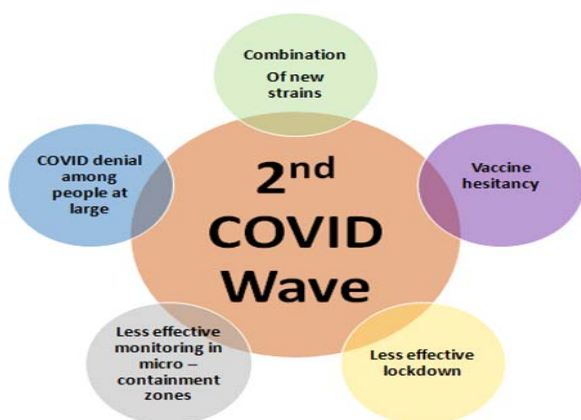 Combination
Of new
strains
COVID denial
among
people at
large
2nd
COVID
Wave
Vaccine
hesitancy
Less effective
monitoring in
micro –
containment
zones
Less effective
lockdown